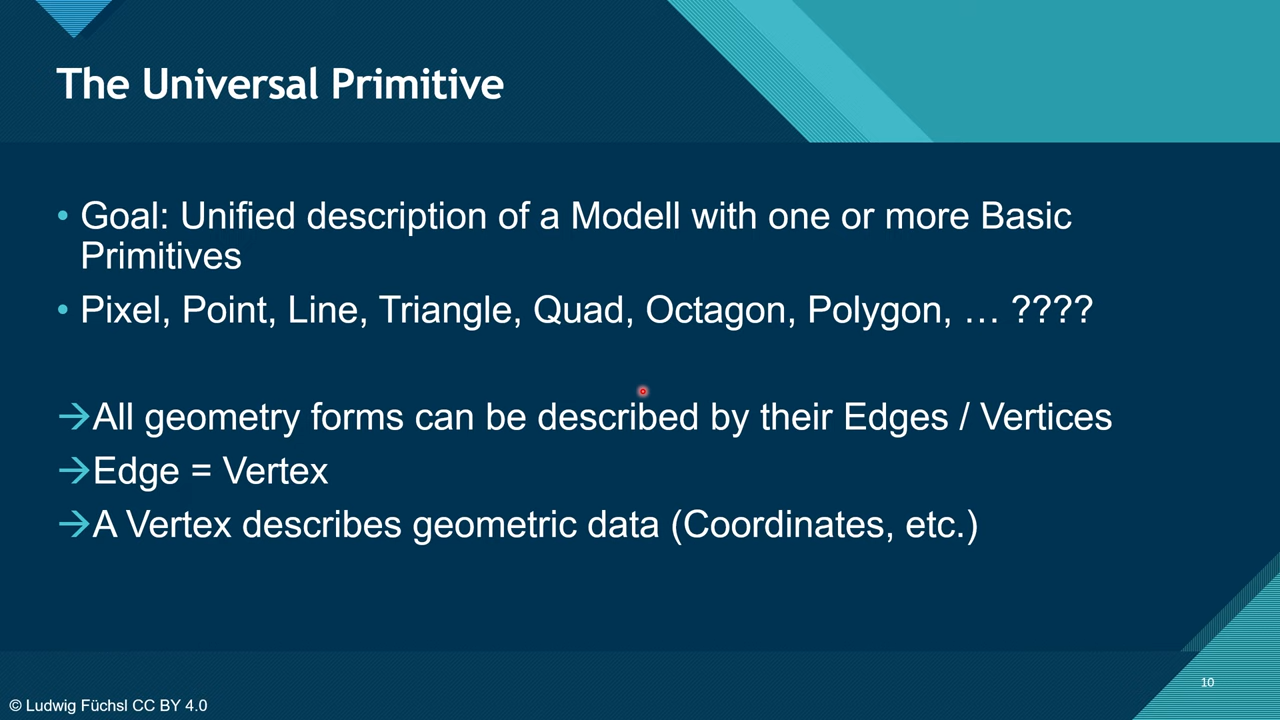 The Universal Primitive
• Goal: Unified description of a Modell with one or more Basic
Primitives
• Pixel, Point, Line, Triangle, Quad, Octagon, Polygon, … ????
→All geometry forms can be described by their Edges / Vertices
→Edge = Vertex
→A Vertex describes geometric data (Coordinates, etc.)
10
© Ludwig Füchsl CC BY 4.0